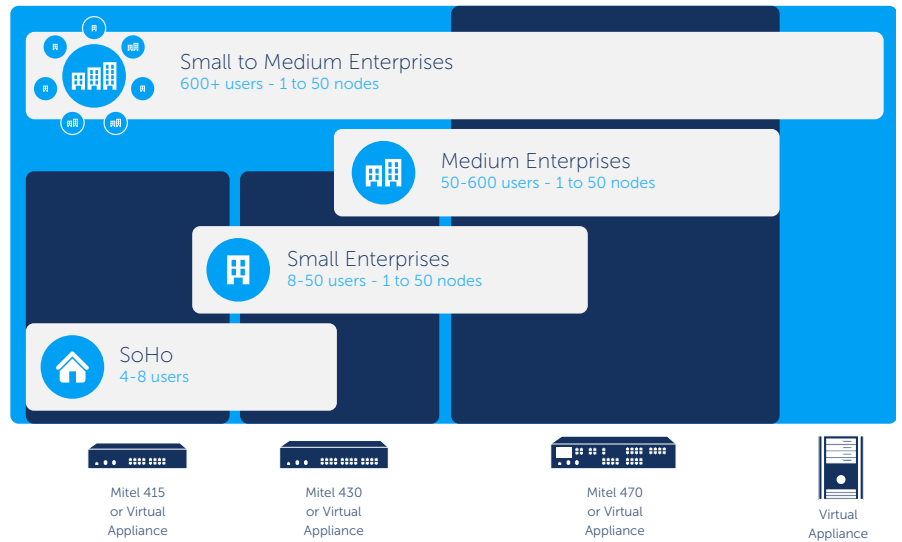 Small to Medium Enterprises
600+ users - 1 to 50 nodes
Medium Enterprises
50-600 users - 1 to 50 nodes
Small Enterprises
8-50 users - 1 to 50 nodes
SoHo
4-8 users
Mitel 415
or Virtual
Appliance
Mitel 430
or Virtual
Appliance
Mitel 470
or Virtual
Appliance
Virtual
Appliance